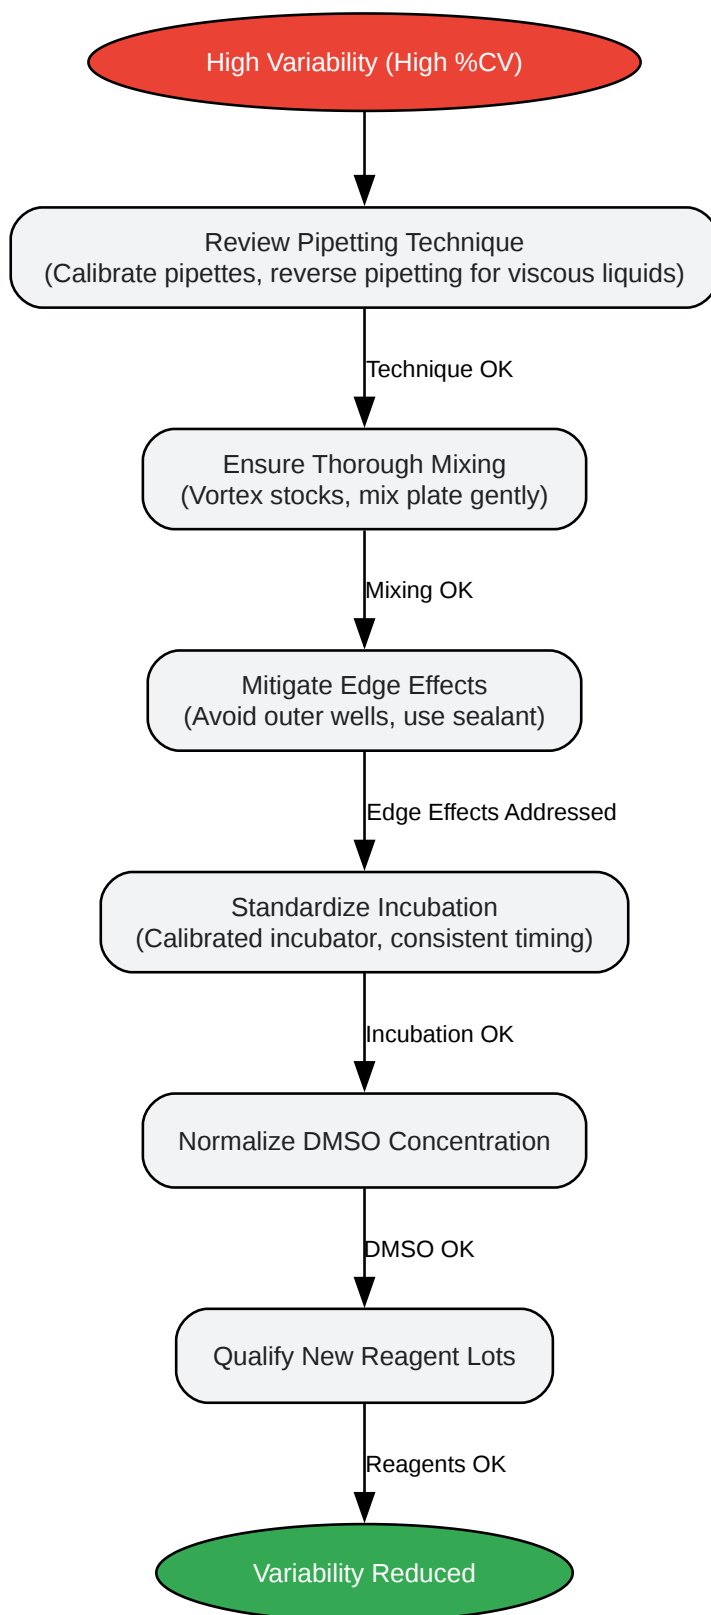 High Variability (High %CV)
Review Pipetting Technique
(Calibrate pipettes, reverse pipetting for viscous liquids)
Technique OK
Ensure Thorough Mixing
(Vortex stocks, mix plate gently)
Mixing OK
Mitigate Edge Effects
(Avoid outer wells, use sealant)
Edge Effects Addressed
Standardize Incubation
(Calibrated incubator, consistent timing)
Incubation OK
Normalize DMSO Concentration
DMSO OK
Qualify New Reagent Lots
Reagents OK
Variability Reduced